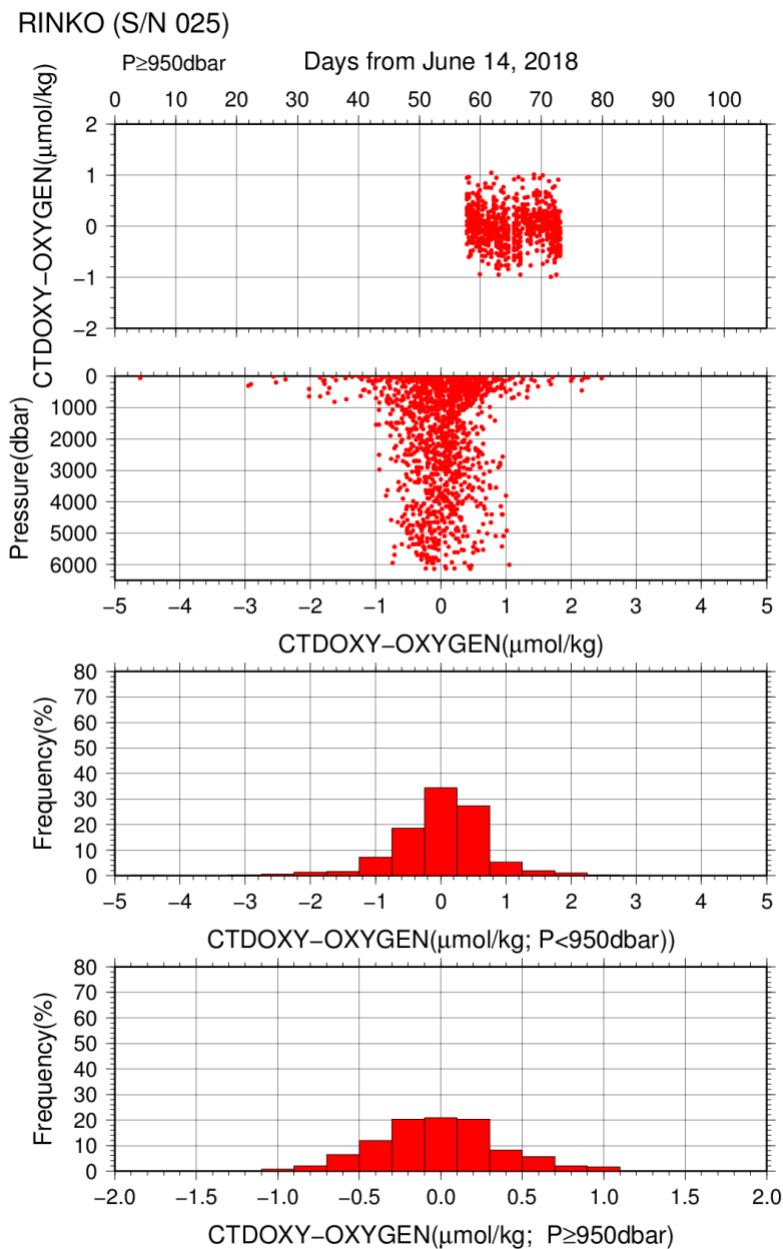 RINKO (S/N 025)
P≥950dbar
Days from June 14, 2018
0 10 20 30 40 50 60 70 80 90 100
CTDOXY−OXYGEN(μmol/kg)
2
1
0
−1
−2
Pressure(dbar)
0
1000
2000
3000
4000
5000
6000
−5 −4 −3 −2 −1 0 1 2 3 4 5
CTDOXY−OXYGEN(μmol/kg)
Frequency(%)
80
70
60
50
40
30
20
10
0
−5 −4 −3 −2 −1 0 1 2 3 4 5
CTDOXY−OXYGEN(μmol/kg; P<950dbar))
Frequency(%)
80
70
60
50
40
30
20
10
0
−2.0 −1.5 −1.0 −0.5 0.0 0.5 1.0 1.5 2.0
CTDOXY−OXYGEN(μmol/kg; P≥950dbar)